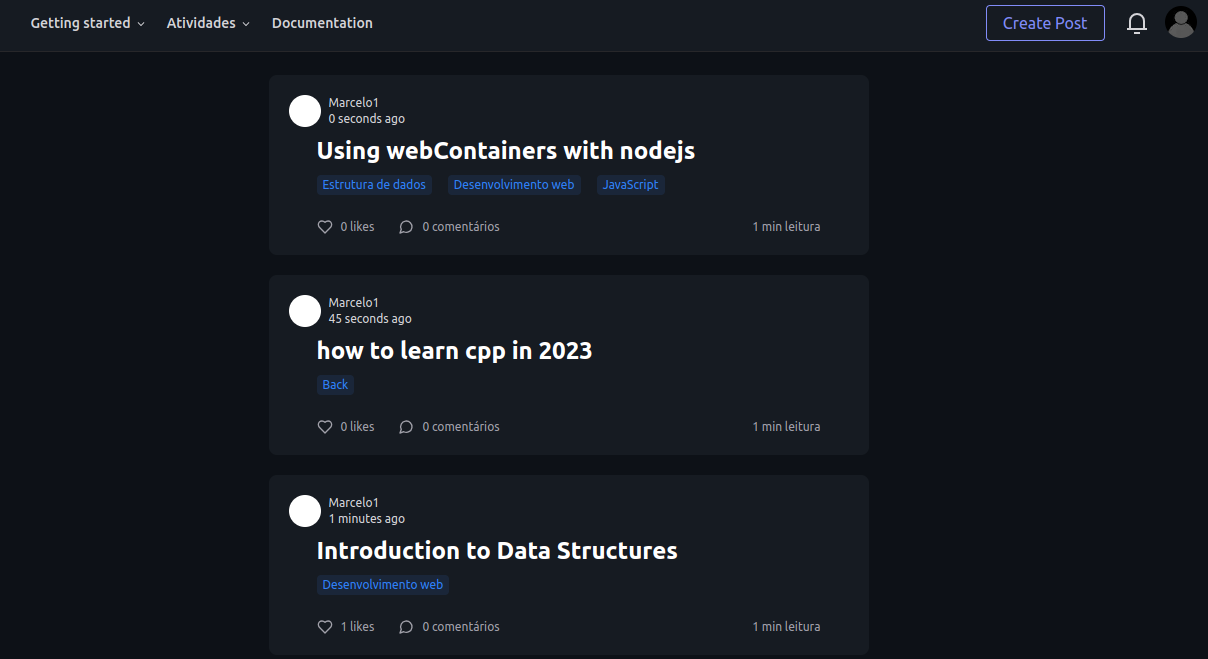 Getting started Atividades Documentation Create Post
Marcelo1
0 seconds ago
Using webContainers with nodejs
Estrutura de dados Desenvolvimento web JavaScript
0 likes 0 comentários 1 min leitura
Marcelo1
45 seconds ago
how to learn cpp in 2023
Back
0 likes 0 comentários 1 min leitura
Marcelo1
1 minutes ago
Introduction to Data Structures
Desenvolvimento web
1 likes 0 comentários 1 min leitura